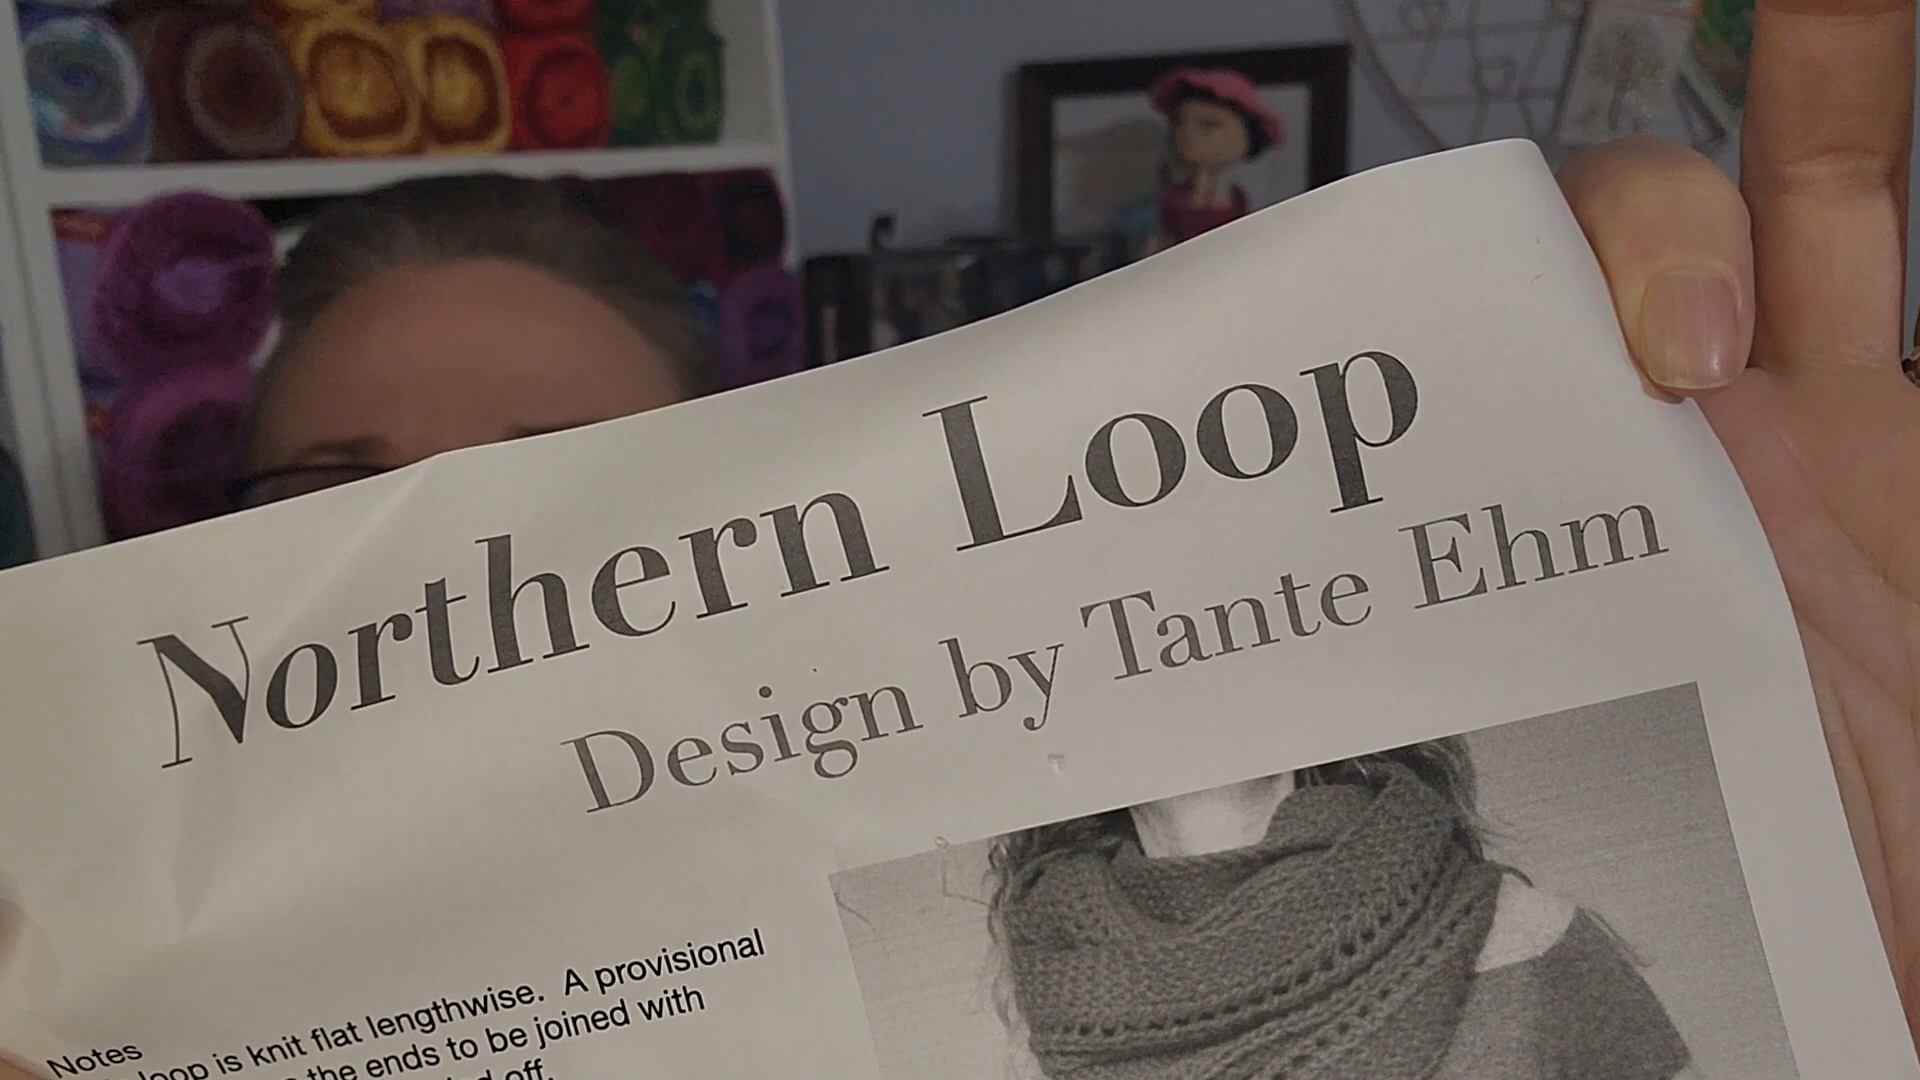 Northern Loop
Design by Tante Ehm
Notes
loop is knit flat lengthwise. A provisional
the ends to be joined with
off.